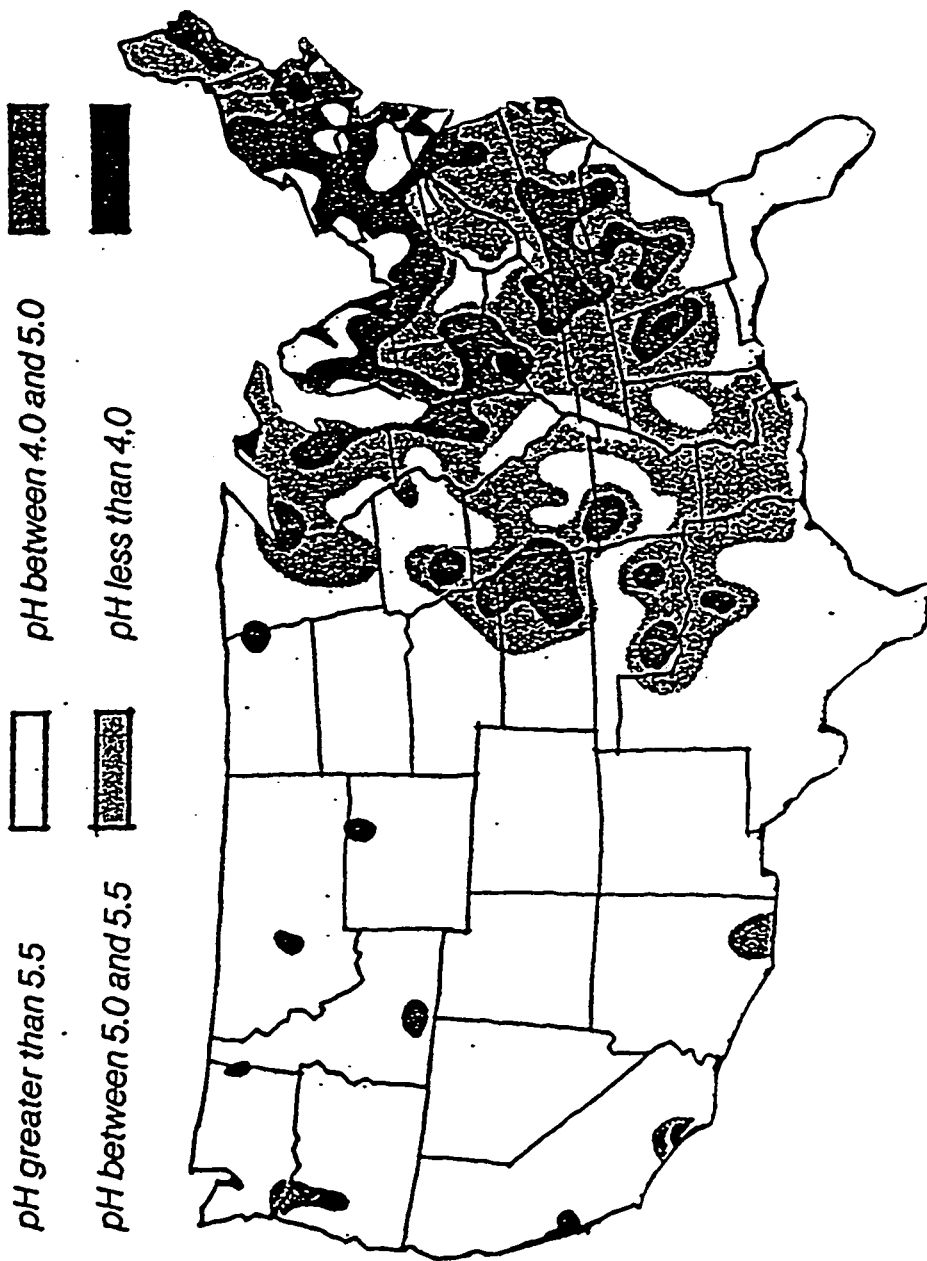 pH greater than 5.5
pH between 4.0 and 5.0
pH between 5.0 and 5.5
pH less than 4,0